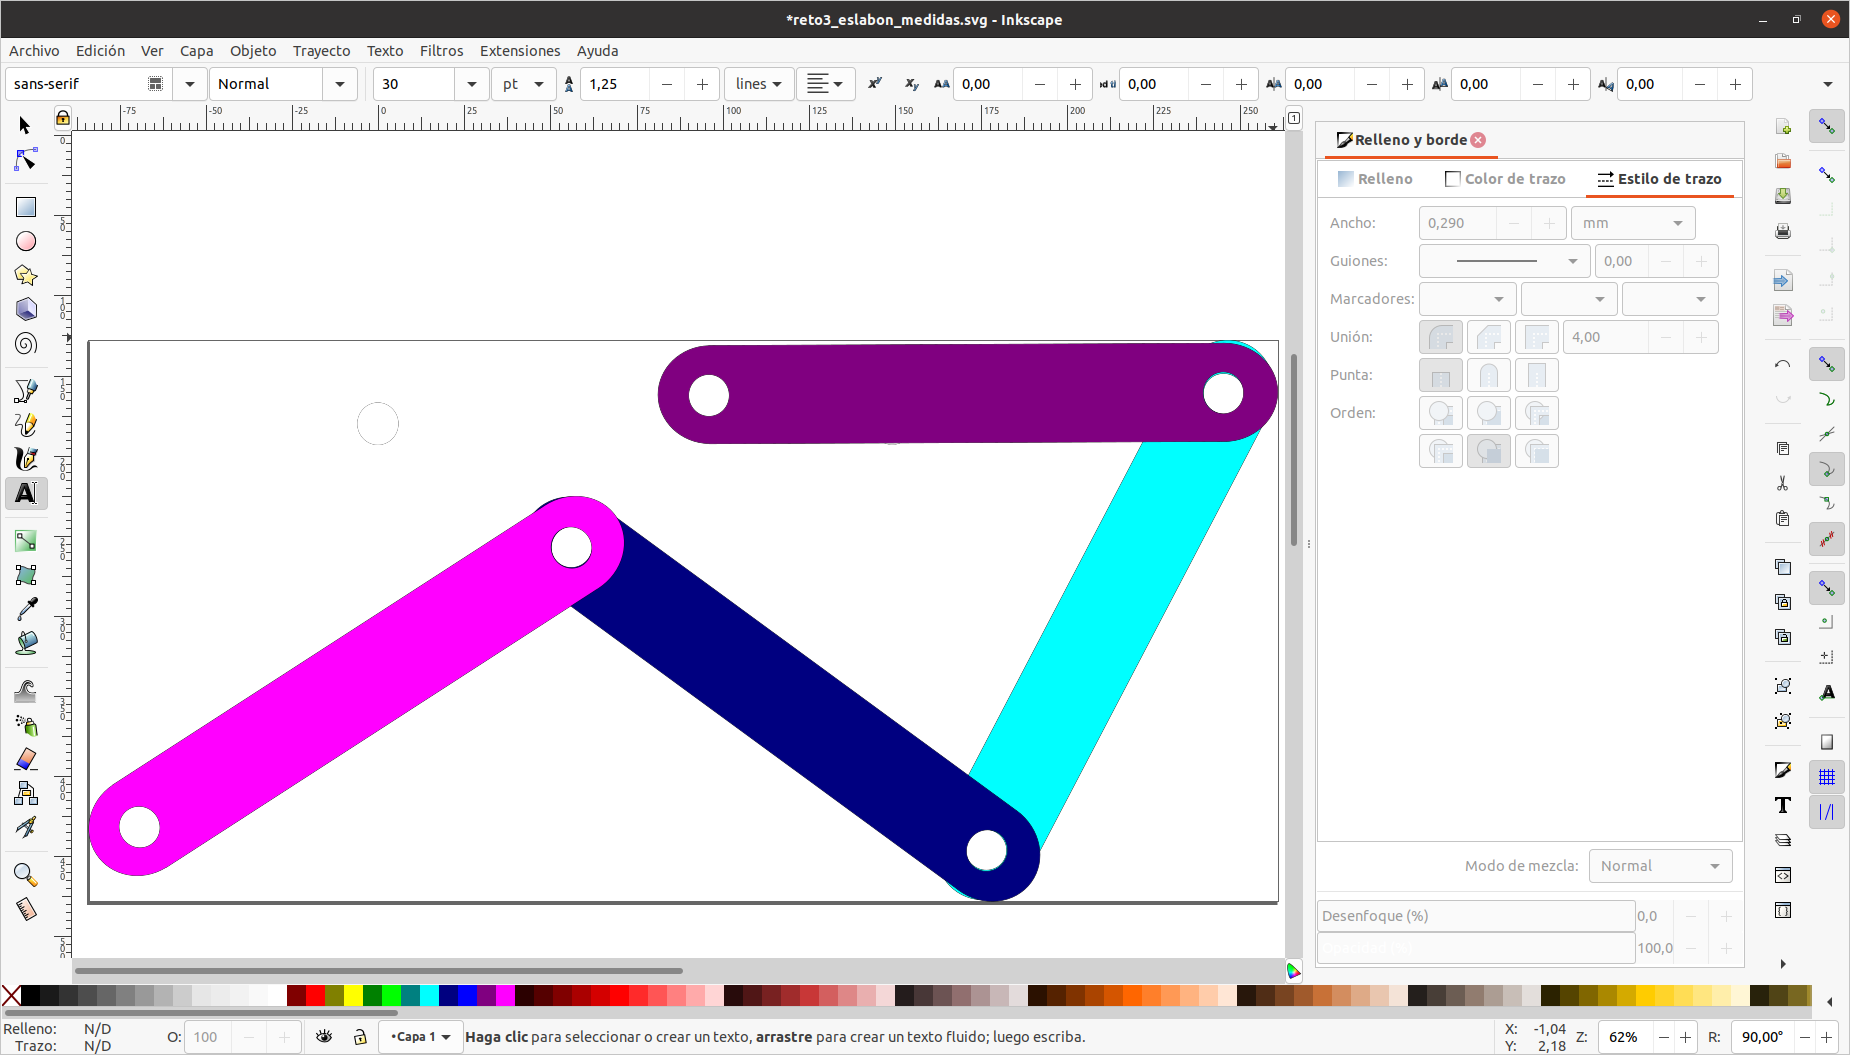 *reto3_eslabon_medidas.svg - Inkscape
Archivo Edición Ver Capa Objeto Trayecto Texto Filtros Extensiones Ayuda
sans-serif Normal 30 pt 1,25 lines 0,00 0,00 0,00 0,00 0,00
-75 -50 -25 0 25 50 75 100 125 150 175 200 225 250
Relleno y borde
Relleno Color de trazo Estilo de trazo
Ancho: 0,290 mm
Guiones: 0,00
Marcadores:
Unión: 4,00
Punta:
Orden:
Modo de mezcla: Normal
Desenfoque (%) 0,0
100,0
Relleno: N/D
Trazo: N/D
O: 100
•Capa 1
Haga clic para seleccionar o crear un texto, arrastre para crear un texto fluido; luego escriba.
X: -1,04
Y: 2,18
Z: 62% R: 90,00°